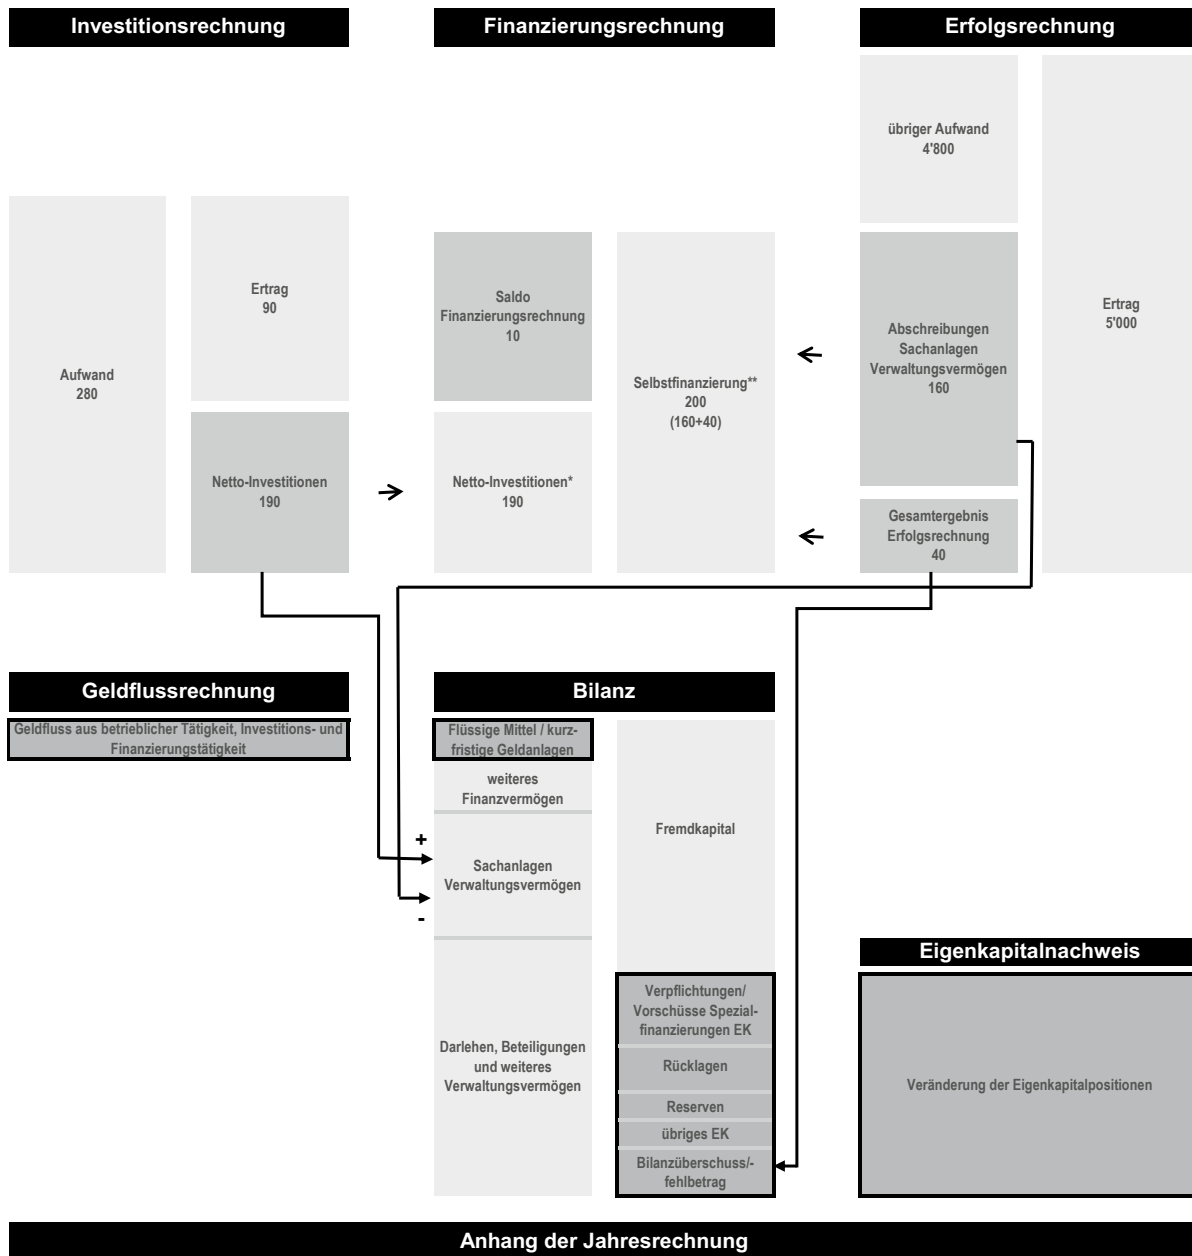 Investitionsrechnung
Finanzierungsrechnung
Erfolgsrechnung
Aufwand
280
Ertrag
90
Netto-Investitionen
190
Saldo
Finanzierungsrechnung
10
Netto-Investitionen*
190
Selbstfinanzierung**
200
(160+40)
übriger Aufwand
4'800
Abschreibungen
Sachanlagen
Verwaltungsvermögen
160
Gesamtergebnis
Erfolgsrechnung
40
Ertrag
5'000
Geldflussrechnung
Geldfluss aus betrieblicher Tätigkeit, Investitions- und
Finanzierungstätigkeit
Bilanz
Flüssige Mittel / kurz-
fristige Geldanlagen
weiteres
Finanzvermögen
+
Sachanlagen
Verwaltungsvermögen
-
Darlehen, Beteiligungen
und weiteres
Verwaltungsvermögen
Fremdkapital
Verpflichtungen/
Vorschüsse Spezial-
finanzierungen EK
Rücklagen
Reserven
übriges EK
Bilanzüberschuss/-
fehlbetrag
Eigenkapitalnachweis
Veränderung der Eigenkapitalpositionen
Anhang der Jahresrechnung